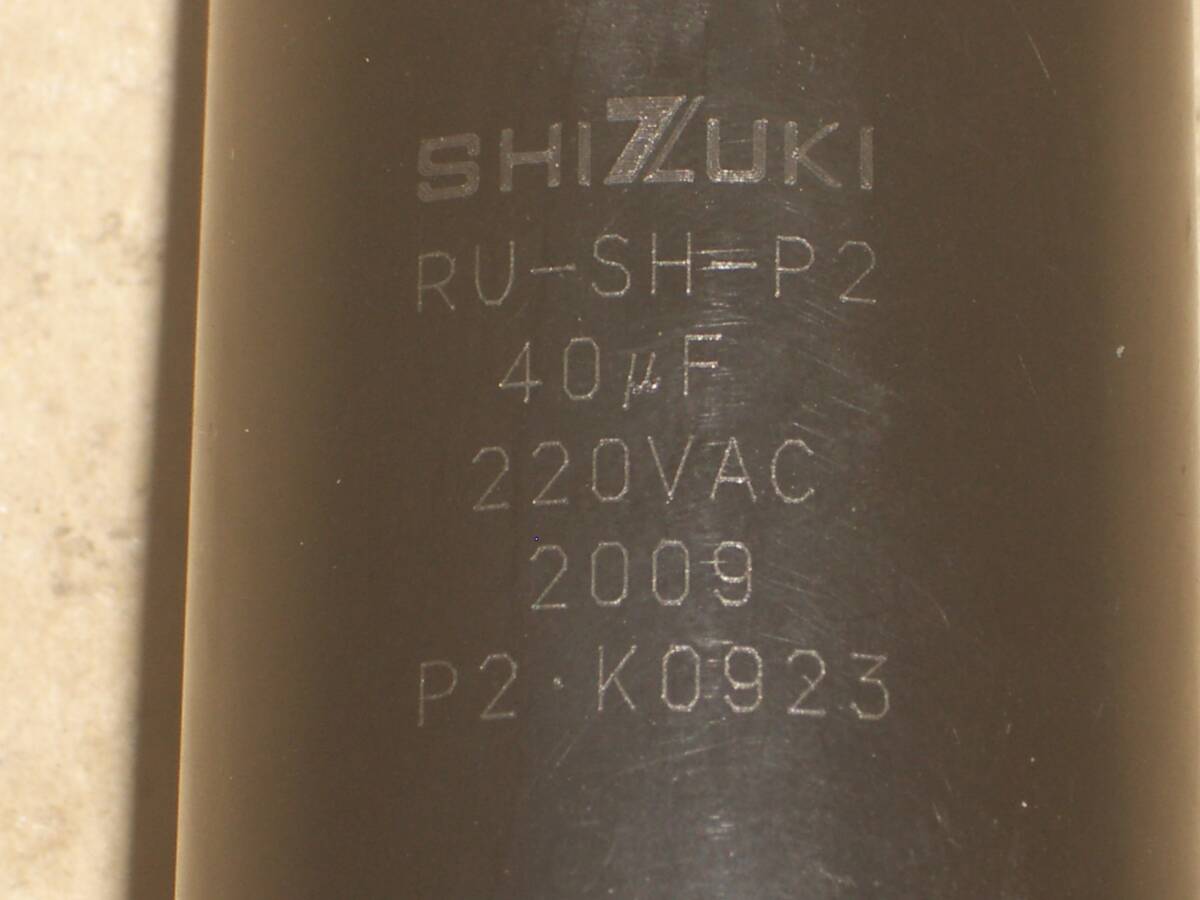 SHIZUKI
RU-SH-P2
40μF
220VAC
2009
P2・K0923